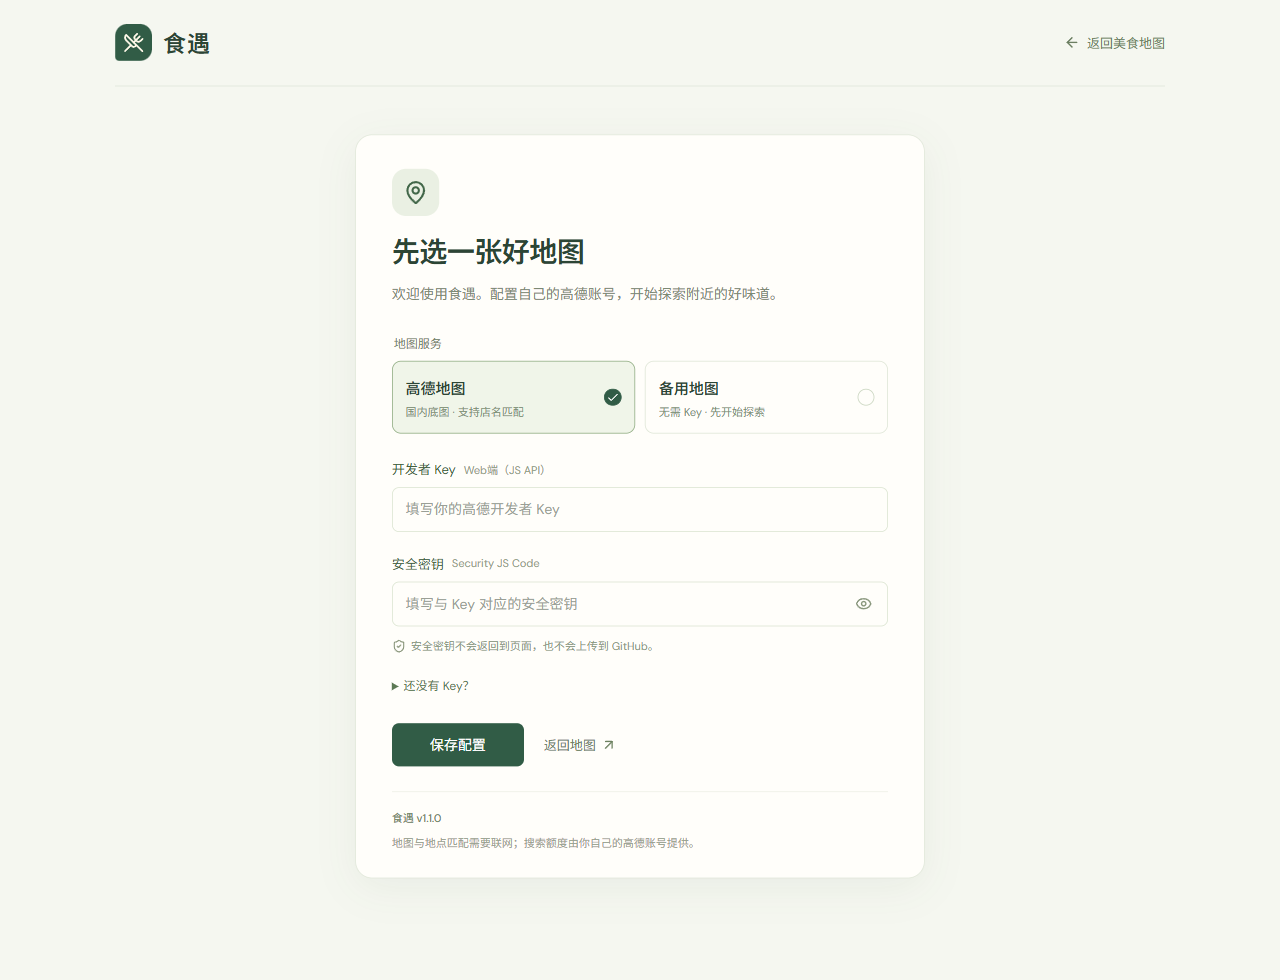 食遇
返回美食地图
先选一张好地图
欢迎使用食遇。配置自己的高德账号，开始探索附近的好味道。
地图服务
高德地图
国内底图 · 支持店名匹配
备用地图
无需 Key · 先开始探索
开发者 Key Web端（JS API）
填写你的高德开发者 Key
安全密钥 Security JS Code
填写与 Key 对应的安全密钥
安全密钥不会返回到页面，也不会上传到 GitHub。
还没有 Key？
保存配置
返回地图
食遇 v1.1.0
地图与地点匹配需要联网；搜索额度由你自己的高德账号提供。